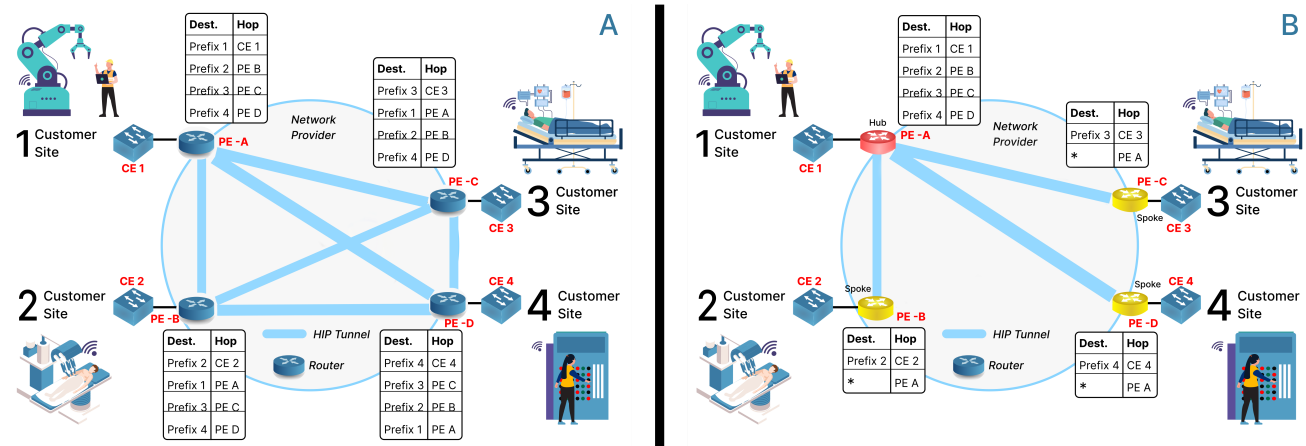 A
Dest. Hop
Prefix 1 CE 1
Prefix 2 PE B
Prefix 3 PE C
Prefix 4 PE D
Dest. Hop
Prefix 3 CE 3
Prefix 1 PE A
Prefix 2 PE B
Prefix 4 PE D
Network
Provider
1 Customer
Site
CE 1
PE -A
PE -C
3 Customer
Site
CE 3
CE 2
2 Customer
Site
PE -B
CE 4
4 Customer
Site
PE -D
HIP Tunnel
Router
Dest. Hop
Prefix 2 CE 2
Prefix 1 PE A
Prefix 3 PE C
Prefix 4 PE D
Dest. Hop
Prefix 4 CE 4
Prefix 3 PE C
Prefix 2 PE B
Prefix 1 PE A
B
Dest. Hop
Prefix 1 CE 1
Prefix 2 PE B
Prefix 3 PE C
Prefix 4 PE D
Dest. Hop
Prefix 3 CE 3
* PE A
Network
Provider
1 Customer
Site
CE 1
Hub
PE -A
PE -C
Spoke
3 Customer
Site
CE 3
CE 2
2 Customer
Site
Spoke
PE -B
Spoke
CE 4
4 Customer
Site
PE -D
HIP Tunnel
Router
Dest. Hop
Prefix 2 CE 2
* PE A
Dest. Hop
Prefix 4 CE 4
* PE A